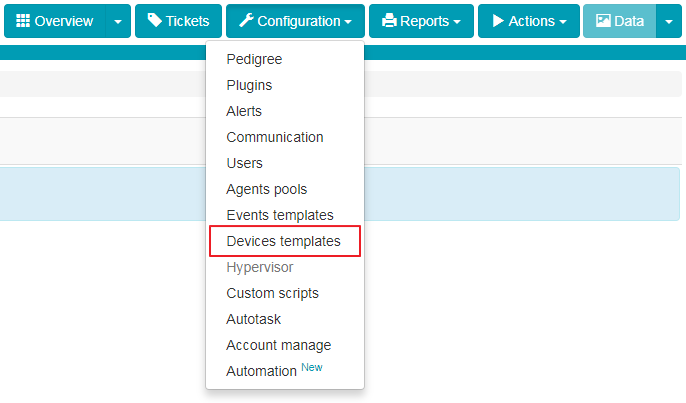 Overview Tickets Configuration Reports Actions Data
Pedigree
Plugins
Alerts
Communication
Users
Agents pools
Events templates
Devices templates
Hypervisor
Custom scripts
Autotask
Account manage
Automation New